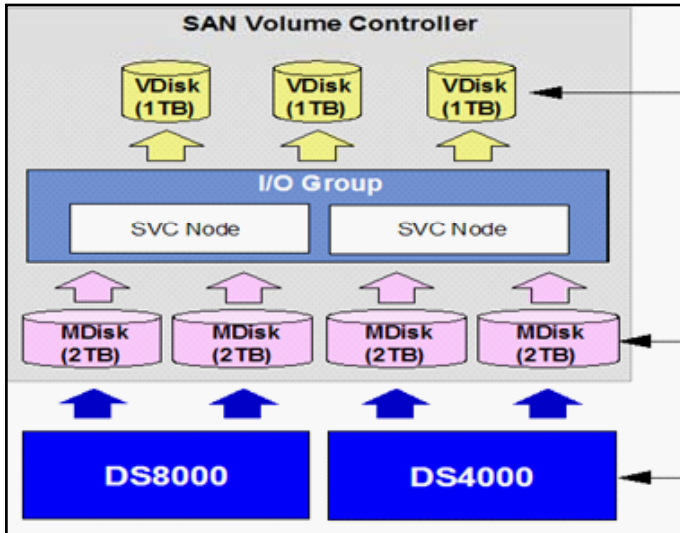 SAN Volume Controller
VDisk
(1TB)
VDisk
(1TB)
VDisk
(1TB)
I/O Group
SVC Node
SVC Node
MDisk
(2TB)
MDisk
(2TB)
MDisk
(2TB)
MDisk
(2TB)
DS8000
DS4000